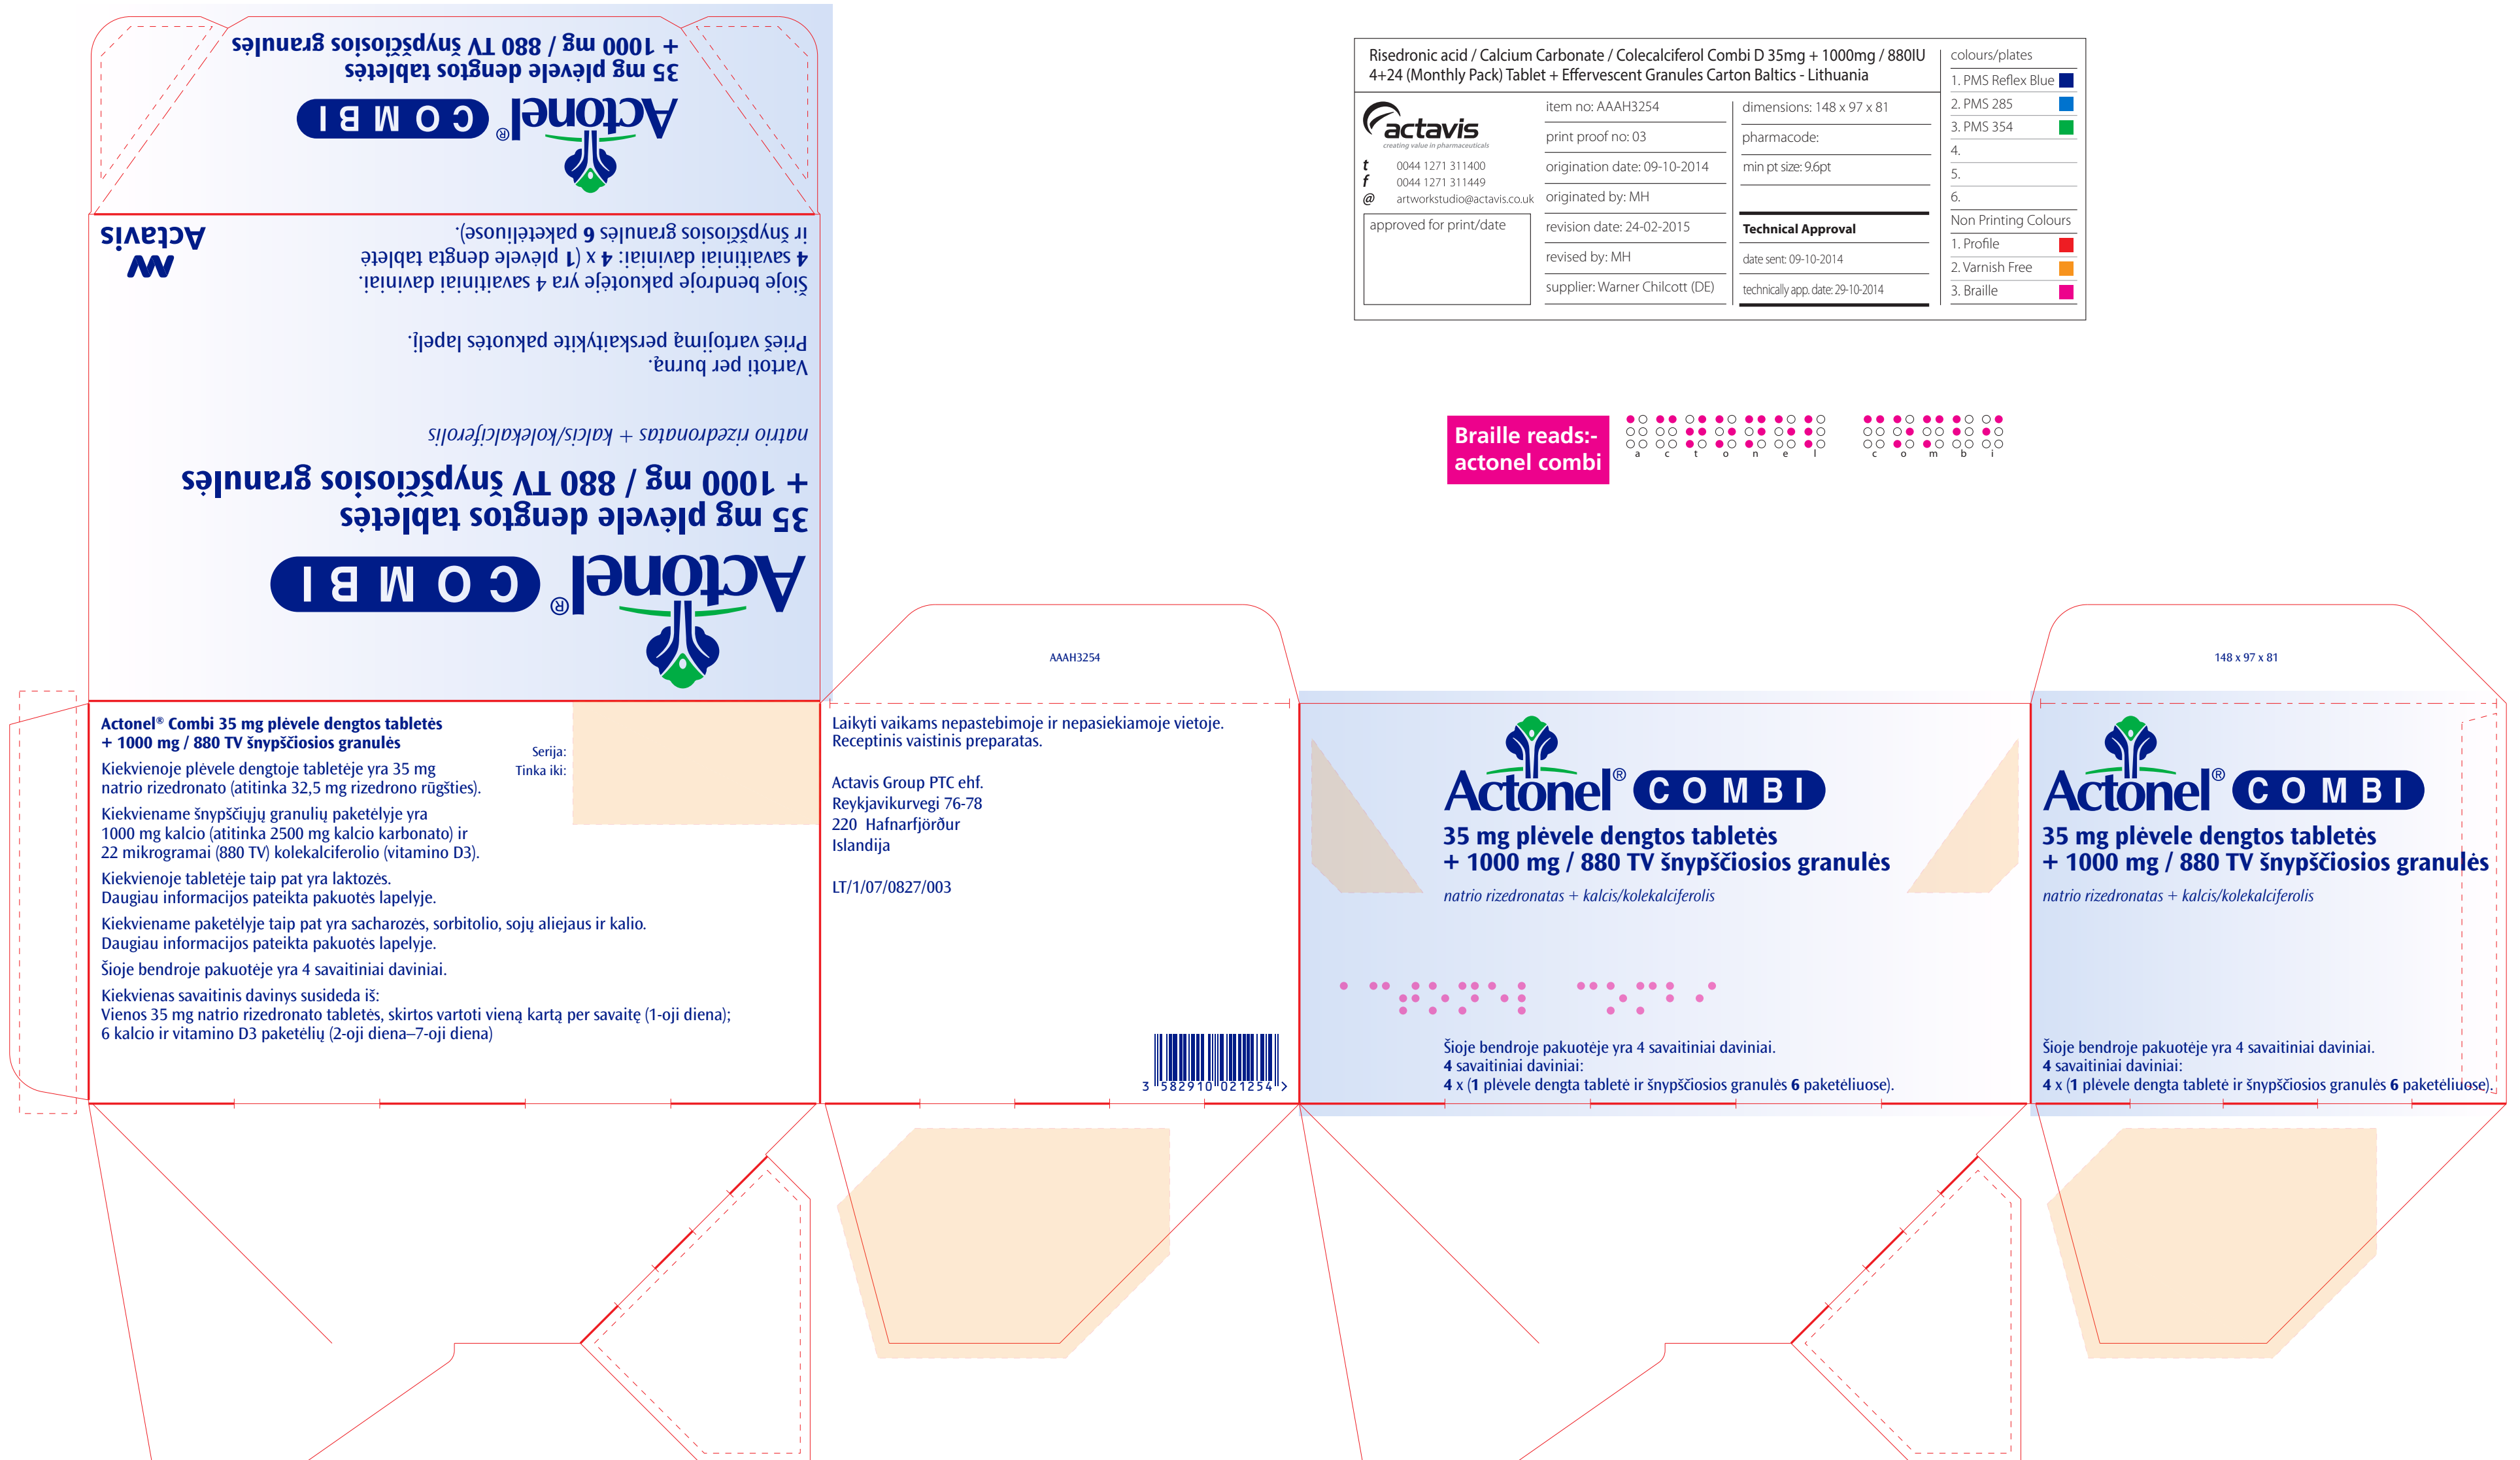 + 1000 mg / 880 TV šnypščiosios granulės
35 mg plėvele dengtos tabletės
Actonel® COMBI
Actavis
ir šnypščiosios granulės 6 paketėliuose).
4 savaitiniai daviniai: 4 x (1 plėvele dengta tabletė
Šioje bendroje pakuotėje yra 4 savaitiniai daviniai.
Prieš vartojimą perskaitykite pakuotės lapelį.
Vartoti per burną.
natrio rizedronatas + kalcis/kolekalciferolis
+ 1000 mg / 880 TV šnypščiosios granulės
35 mg plėvele dengtos tabletės
Actonel® COMBI
Risedronic acid / Calcium Carbonate / Colecalciferol Combi D 35mg + 1000mg / 880IU
4+24 (Monthly Pack) Tablet + Effervescent Granules Carton Baltics - Lithuania
actavis
creating value in pharmaceuticals
t 0044 1271 311400
f 0044 1271 311449
@ artworkstudio@actavis.co.uk
approved for print/date
item no: AAAH3254
print proof no: 03
origination date: 09-10-2014
originated by: MH
revision date: 24-02-2015
revised by: MH
supplier: Warner Chilcott (DE)
dimensions: 148 x 97 x 81
pharmacode:
min pt size: 9.6pt
Technical Approval
date sent: 09-10-2014
technically app. date: 29-10-2014
colours/plates
1. PMS Reflex Blue
2. PMS 285
3. PMS 354
4.
5.
6.
Non Printing Colours
1. Profile
2. Varnish Free
3. Braille
Braille reads:-
actonel combi
a c t o n e l c o m b i
Actonel® Combi 35 mg plėvele dengtos tabletės
+ 1000 mg / 880 TV šnypščiosios granulės
Serija:
Tinka iki:
Kiekvienoje plėvele dengtoje tabletėje yra 35 mg
natrio rizedronato (atitinka 32,5 mg rizedrono rūgšties).
Kiekviename šnypščiųjų granulių paketėlyje yra
1000 mg kalcio (atitinka 2500 mg kalcio karbonato) ir
22 mikrogramai (880 TV) kolekalciferolio (vitamino D3).
Kiekvienoje tabletėje taip pat yra laktozės.
Daugiau informacijos pateikta pakuotės lapelyje.
Kiekviename paketėlyje taip pat yra sacharozės, sorbitolio, sojų aliejaus ir kalio.
Daugiau informacijos pateikta pakuotės lapelyje.
Šioje bendroje pakuotėje yra 4 savaitiniai daviniai.
Kiekvienas savaitinis davinys susideda iš:
Vienos 35 mg natrio rizedronato tabletės, skirtos vartoti vieną kartą per savaitę (1-oji diena);
6 kalcio ir vitamino D3 paketėlių (2-oji diena–7-oji diena)
AAAH3254
Laikyti vaikams nepastebimoje ir nepasiekiamoje vietoje.
Receptinis vaistinis preparatas.
Actavis Group PTC ehf.
Reykjavikurvegi 76-78
220 Hafnarfjörður
Islandija
LT/1/07/0827/003
3 582910 021254 >
Actonel® COMBI
35 mg plėvele dengtos tabletės
+ 1000 mg / 880 TV šnypščiosios granulės
natrio rizedronatas + kalcis/kolekalciferolis
Šioje bendroje pakuotėje yra 4 savaitiniai daviniai.
4 savaitiniai daviniai:
4 x (1 plėvele dengta tabletė ir šnypščiosios granulės 6 paketėliuose).
148 x 97 x 81
Actonel® COMBI
35 mg plėvele dengtos tabletės
+ 1000 mg / 880 TV šnypščiosios granulės
natrio rizedronatas + kalcis/kolekalciferolis
Šioje bendroje pakuotėje yra 4 savaitiniai daviniai.
4 savaitiniai daviniai:
4 x (1 plėvele dengta tabletė ir šnypščiosios granulės 6 paketėliuose).